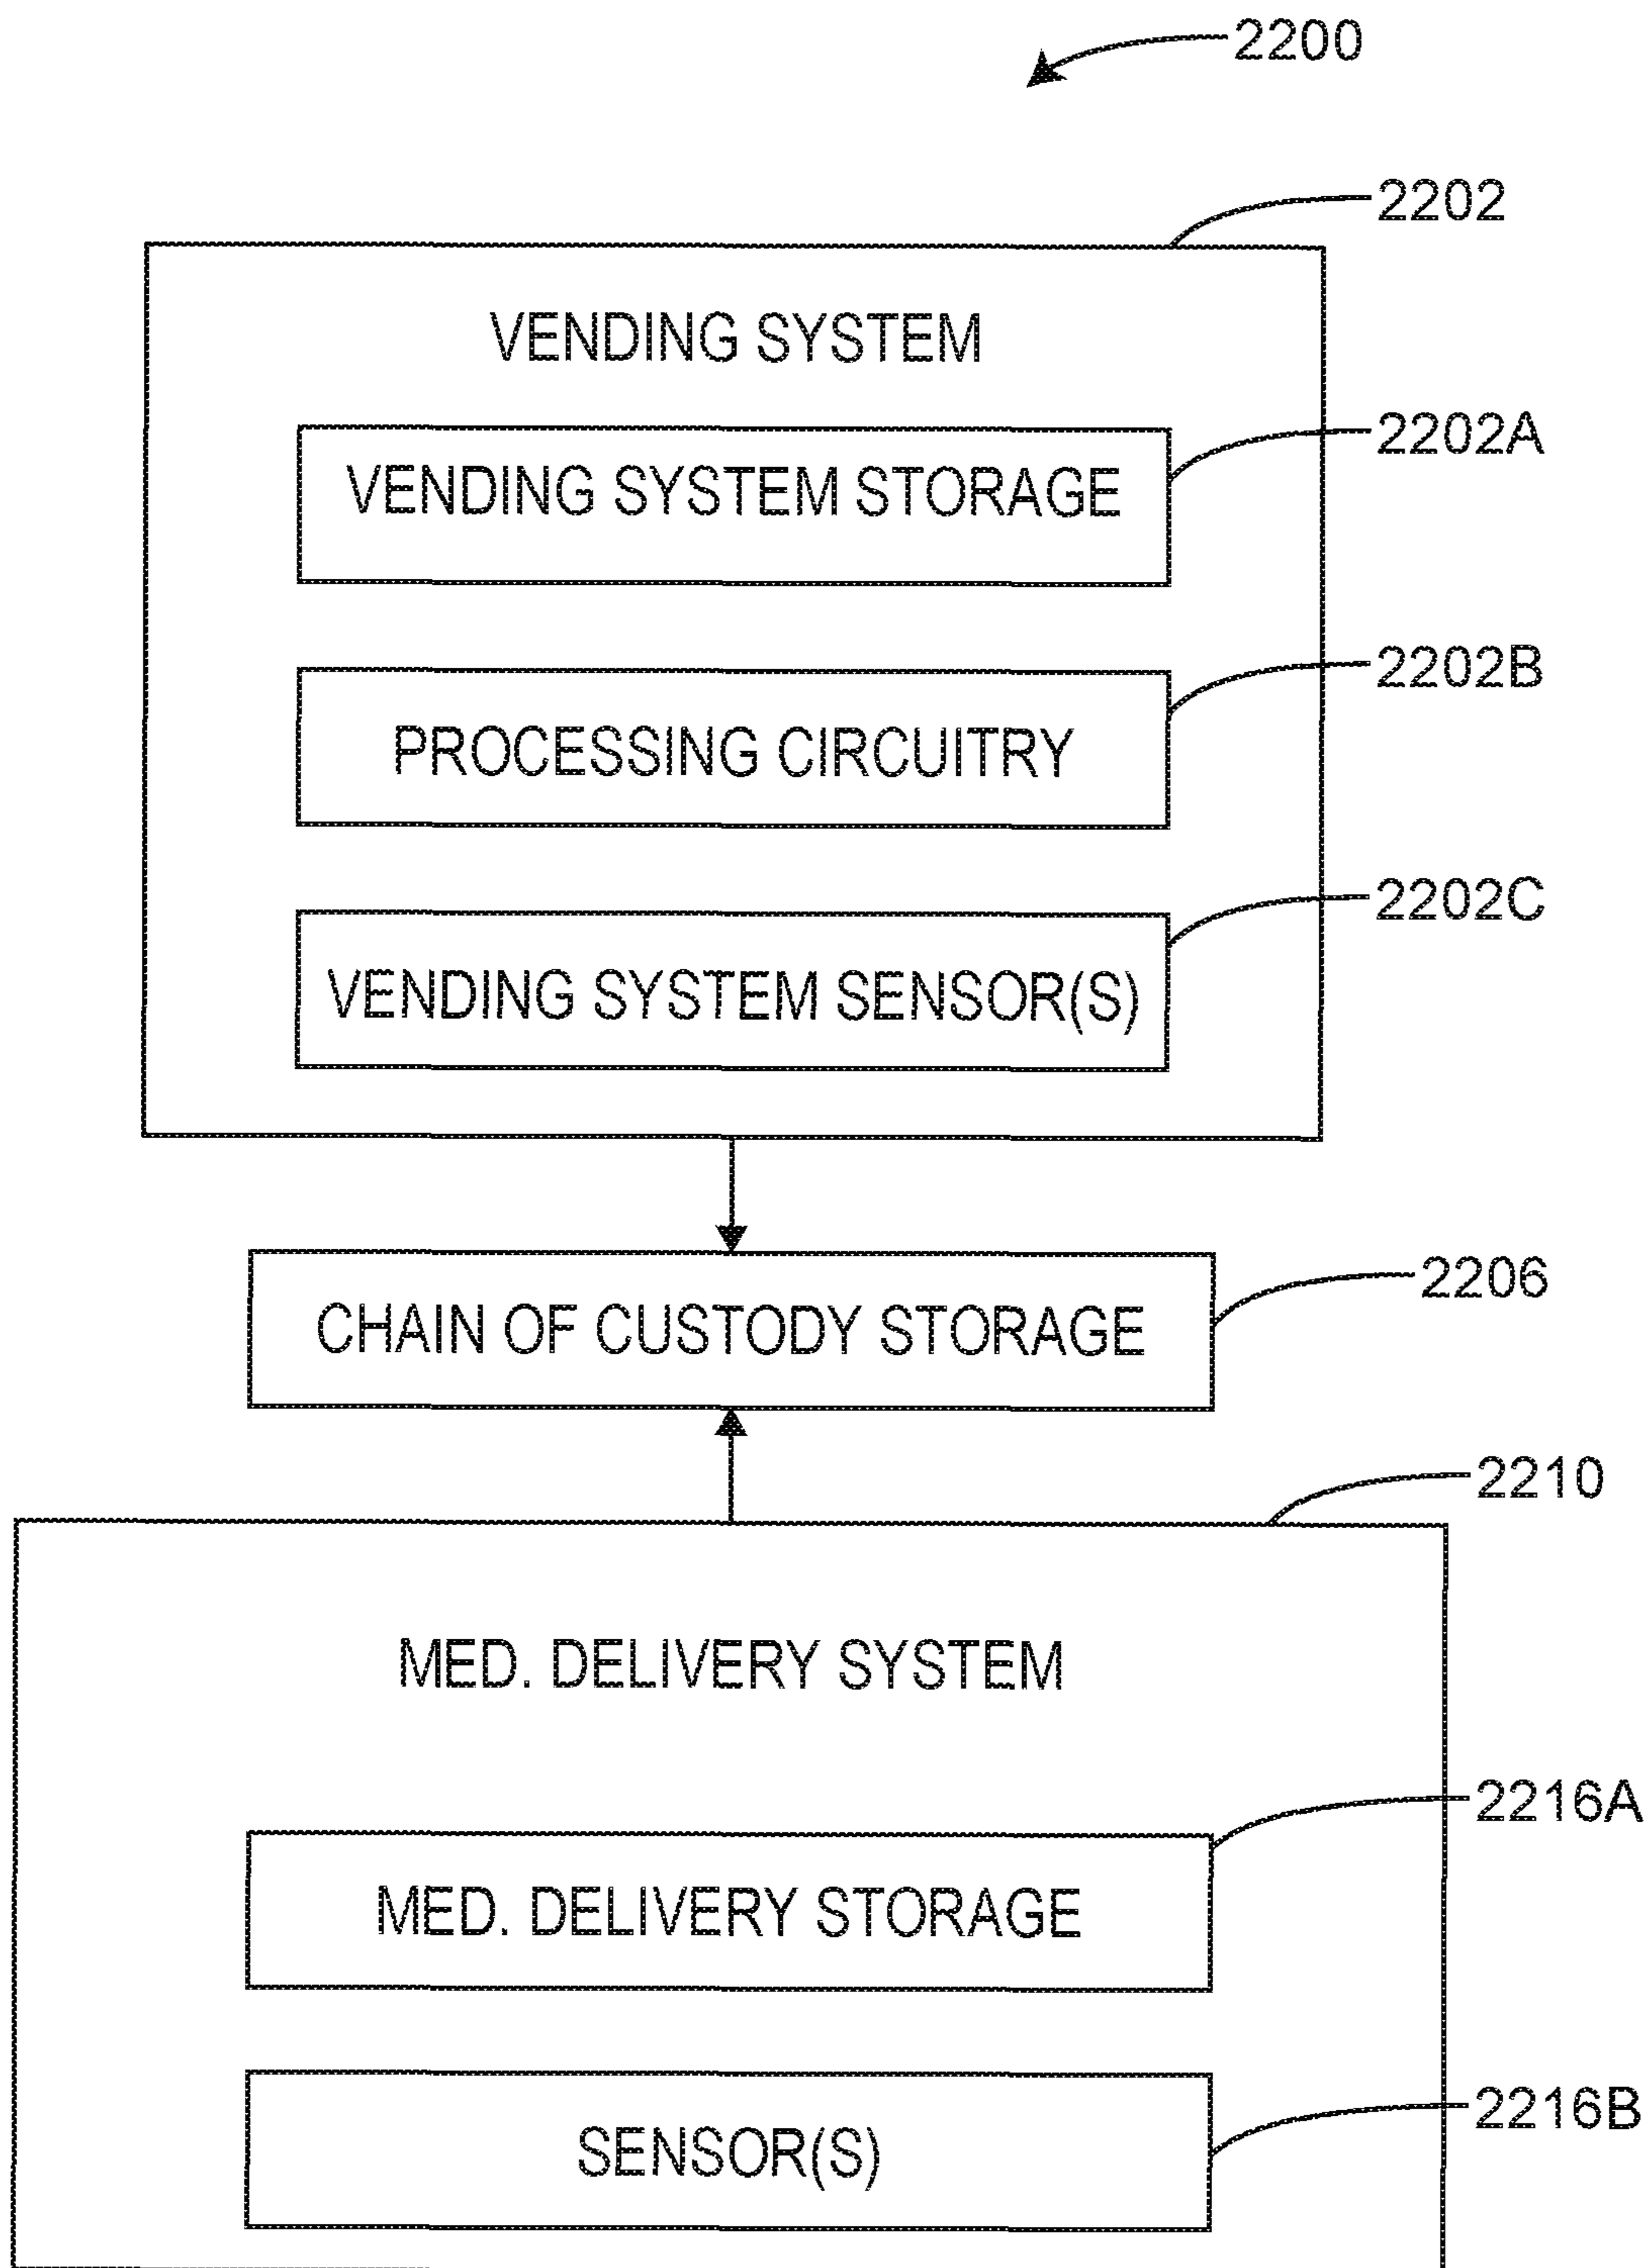 2200
2202
VENDING SYSTEM
2202A
VENDING SYSTEM STORAGE
2202B
PROCESSING CIRCUITRY
2202C
VENDING SYSTEM SENSOR(S)
2206
CHAIN OF CUSTODY STORAGE
2210
MED. DELIVERY SYSTEM
2216A
MED. DELIVERY STORAGE
2216B
SENSOR(S)